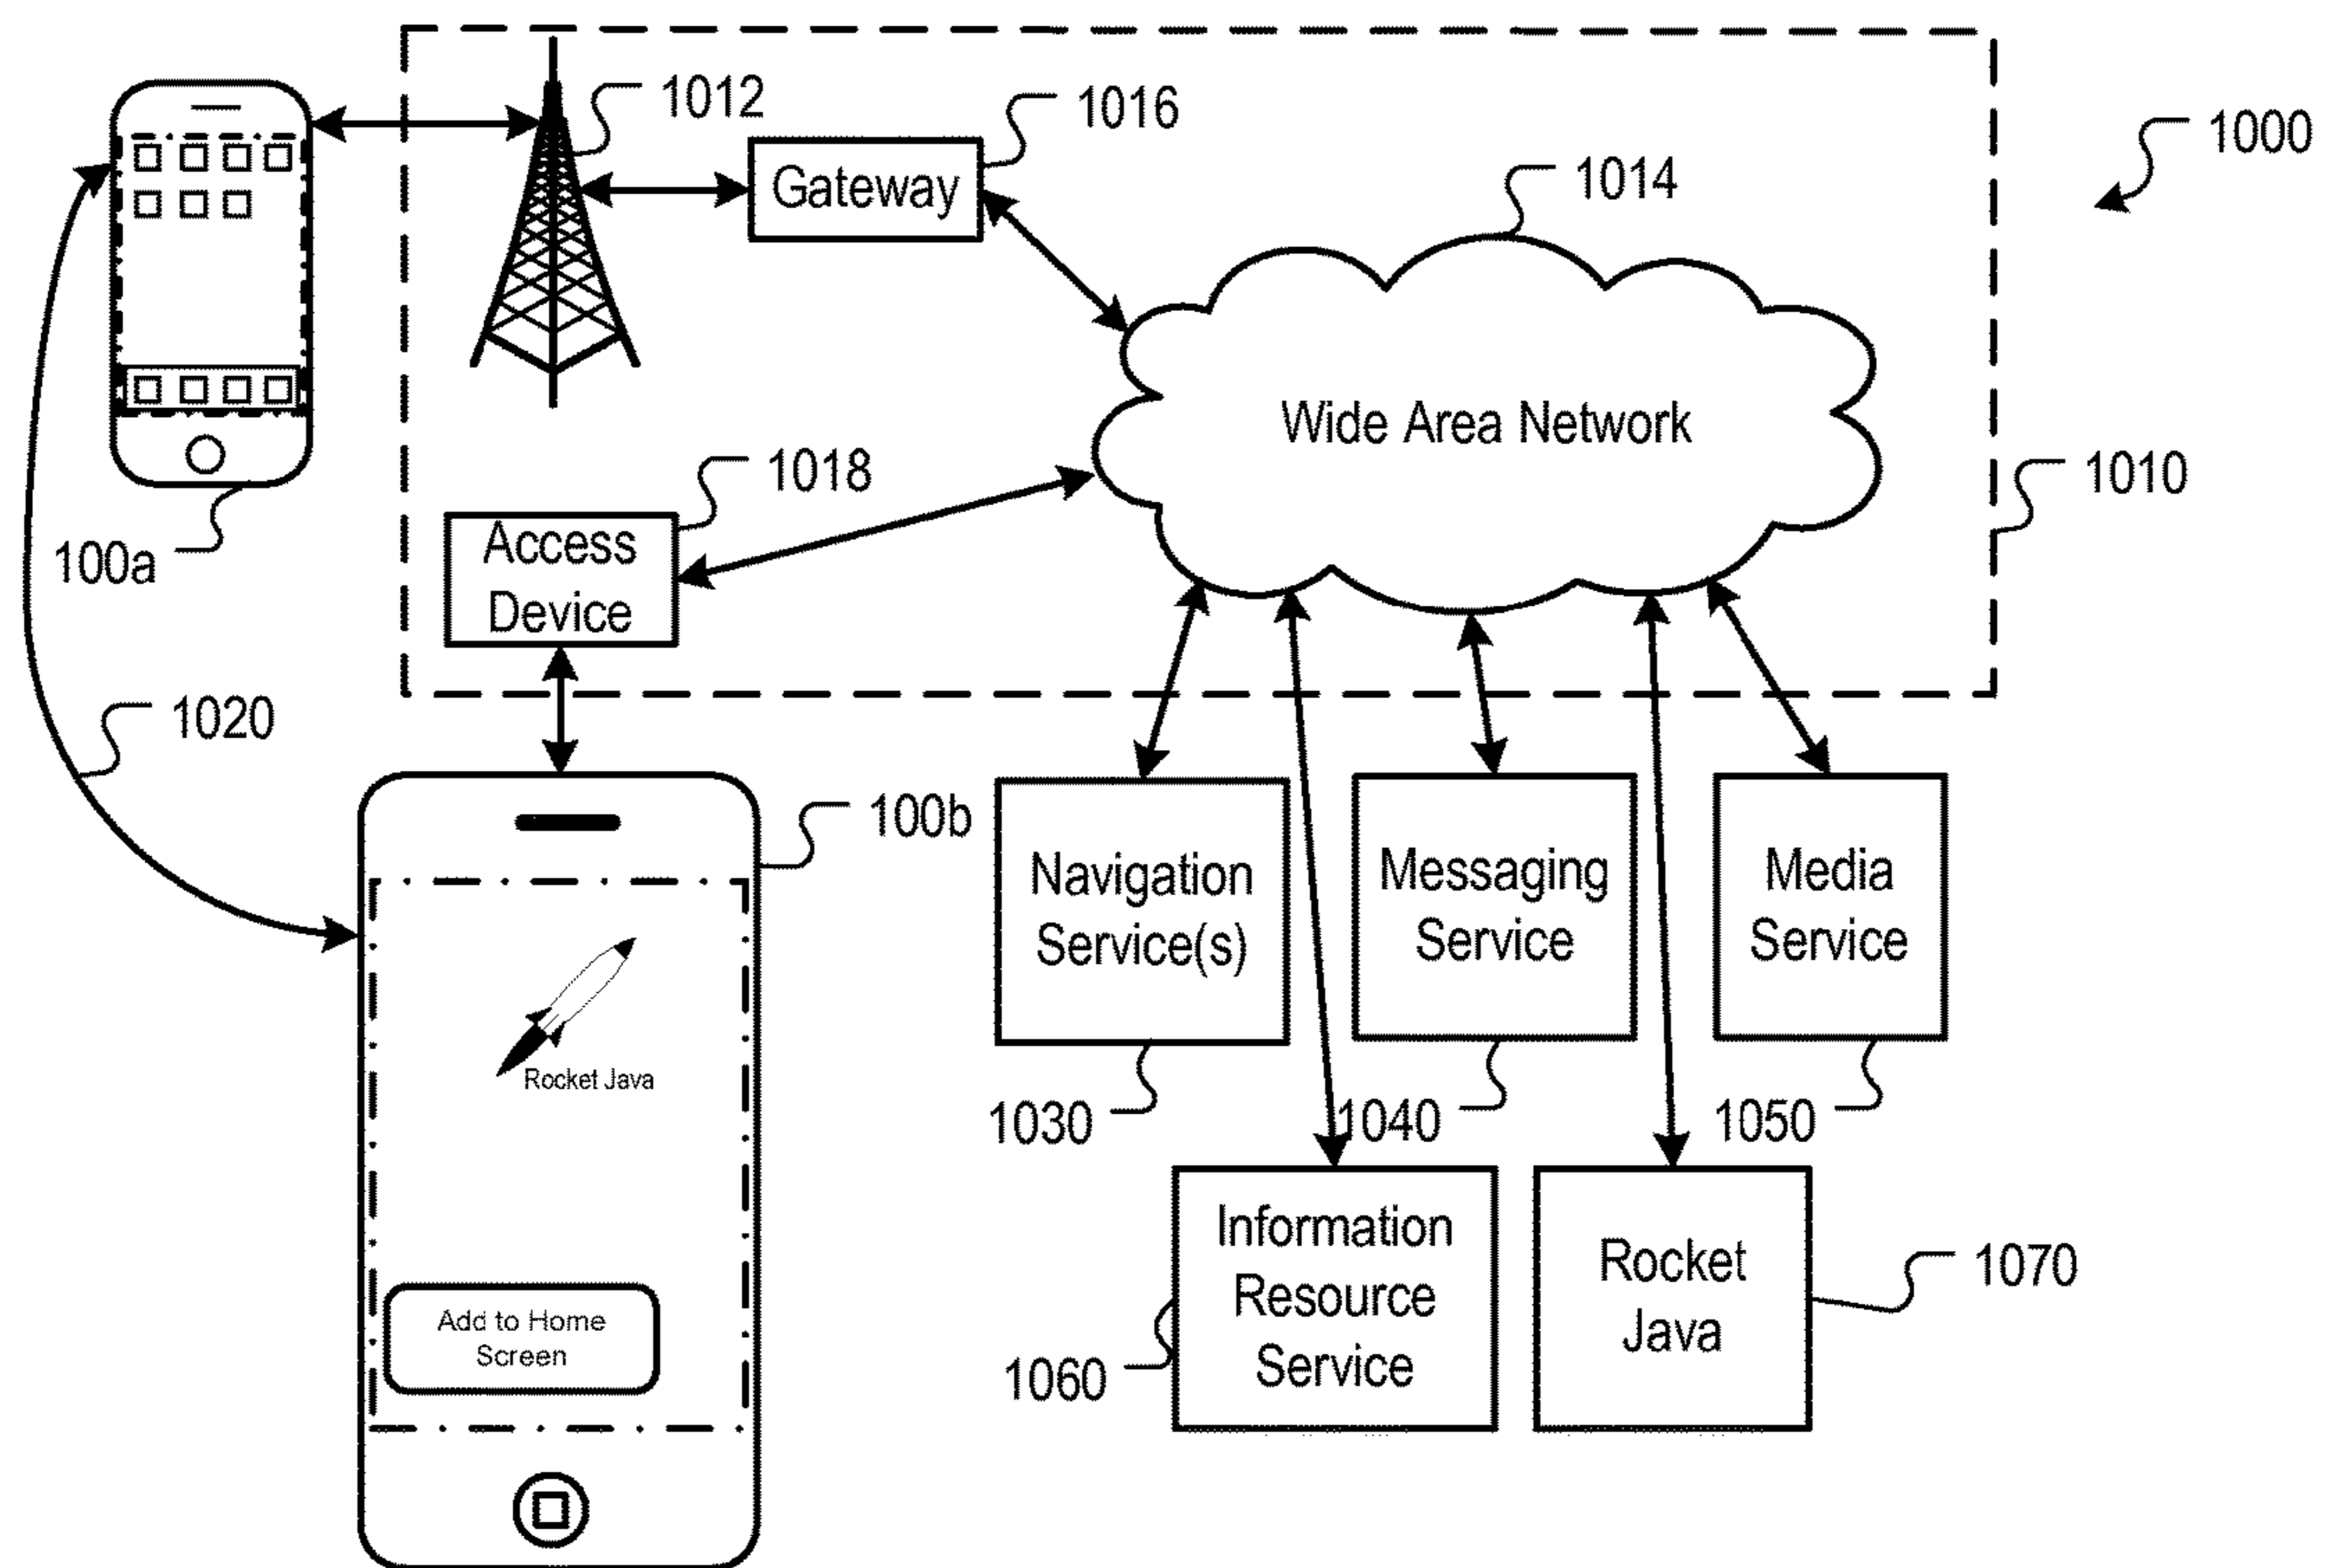 1012
1016
1000
Gateway
1014
Wide Area Network
1018
1010
Access
Device
100a
1020
100b
Navigation
Service(s)
Messaging
Service
Media
Service
Rocket Java
1030
1040
1050
Information
Resource
Service
Rocket
Java
1070
Add to Home
Screen
1060